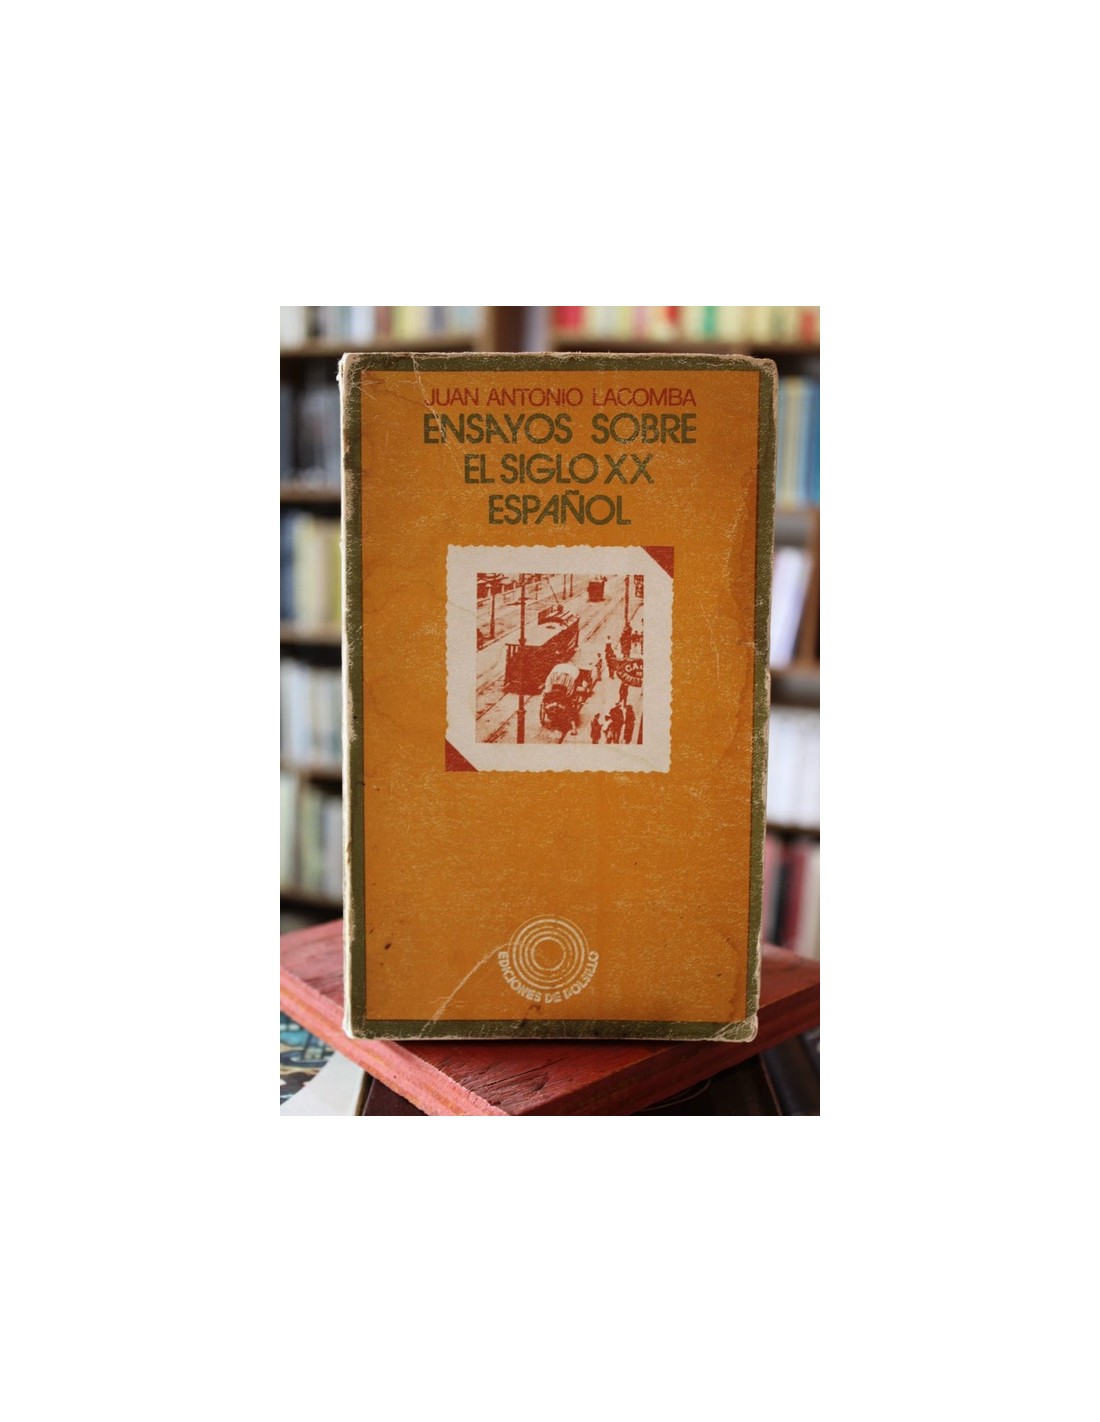 JUAN ANTONIO LACOMBA
ENSAYOS SOBRE
EL SIGLO XX
ESPAÑOL
EDICIONES DE BOLSILLO